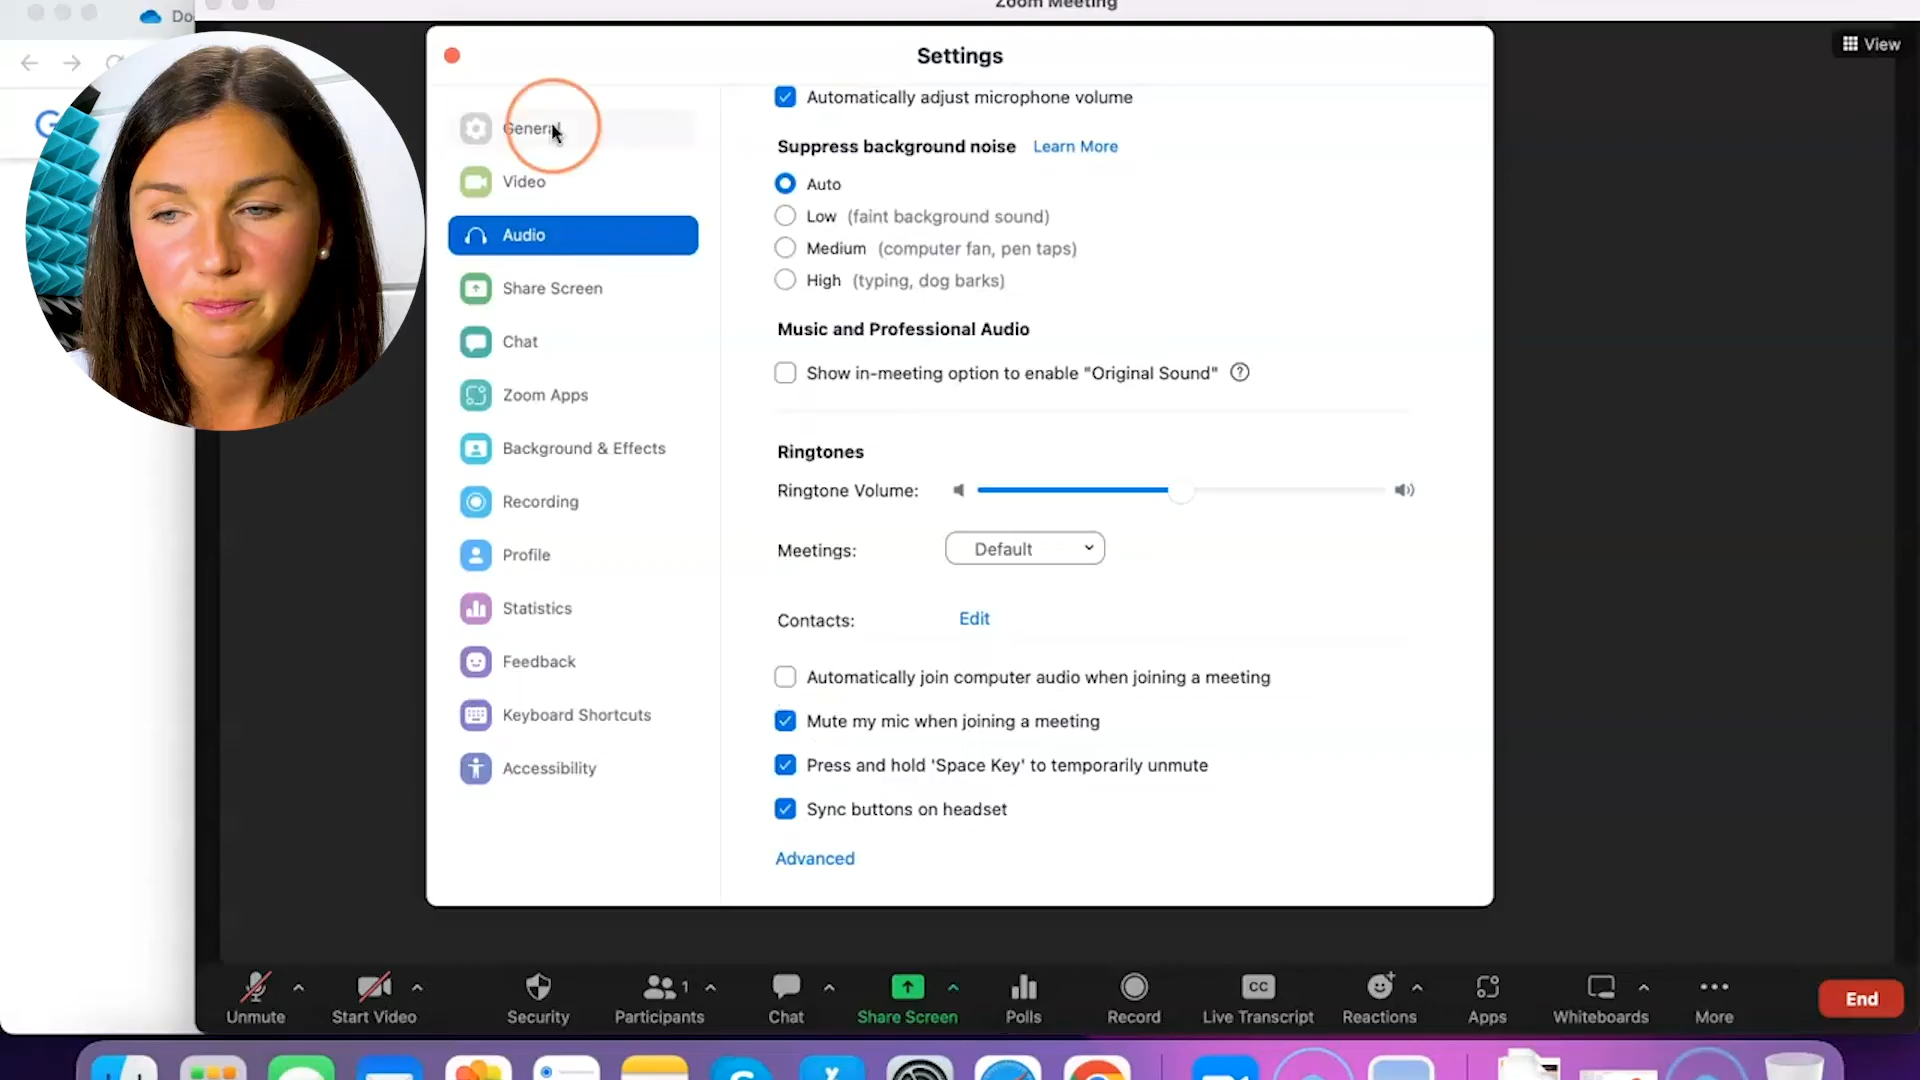 Do
Zoom Meeting
View
Settings
General
Video
Audio
Share Screen
Chat
Zoom Apps
Background & Effects
Recording
Profile
Statistics
Feedback
Keyboard Shortcuts
Accessibility
Automatically adjust microphone volume
Suppress background noise Learn More
Auto
Low (faint background sound)
Medium (computer fan, pen taps)
High (typing, dog barks)
Music and Professional Audio
Show in-meeting option to enable "Original Sound" ?
Ringtones
Ringtone Volume:
Meetings: Default
Contacts: Edit
Automatically join computer audio when joining a meeting
Mute my mic when joining a meeting
Press and hold 'Space Key' to temporarily unmute
Sync buttons on headset
Advanced
1 CC
Unmute Start Video Security Participants Chat Share Screen Polls Record Live Transcript Reactions Apps Whiteboards More End